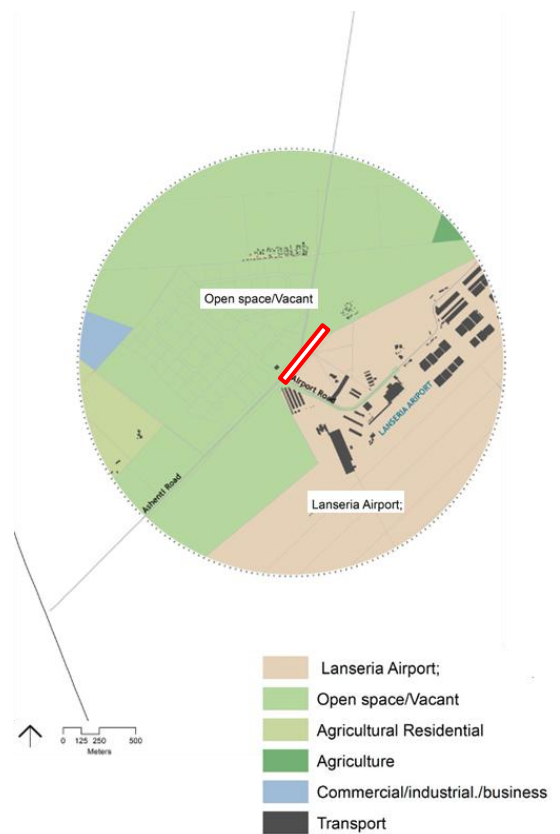 Open space/Vacant
Airport Road
LANSERIA ARIPORT
Ashenti Road
Lanseria Airport;
Lanseria Airport;
Open space/Vacant
Agricultural Residential
Agriculture
Commercial/industrial./business
Transport
0 125 250 500
Meters